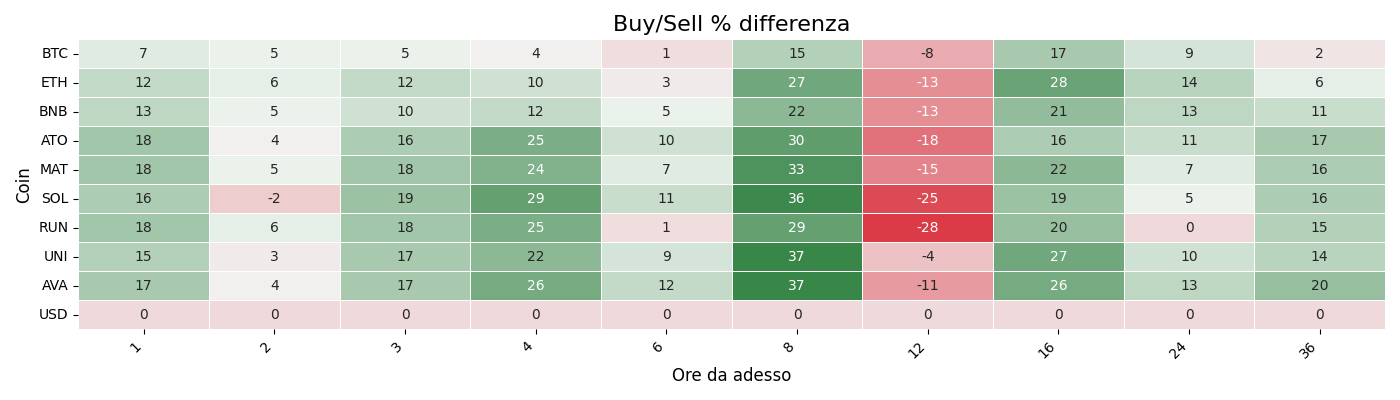 Buy/Sell % differenza
Coin
BTC 7 5 5 4 1 15 -8 17 9 2
ETH 12 6 12 10 3 27 -13 28 14 6
BNB 13 5 10 12 5 22 -13 21 13 11
ATO 18 4 16 25 10 30 -18 16 11 17
MAT 18 5 18 24 7 33 -15 22 7 16
SOL 16 -2 19 29 11 36 -25 19 5 16
RUN 18 6 18 25 1 29 -28 20 0 15
UNI 15 3 17 22 9 37 -4 27 10 14
AVA 17 4 17 26 12 37 -11 26 13 20
USD 0 0 0 0 0 0 0 0 0 0
1 2 3 4 6 8 12 16 24 36
Ore da adesso